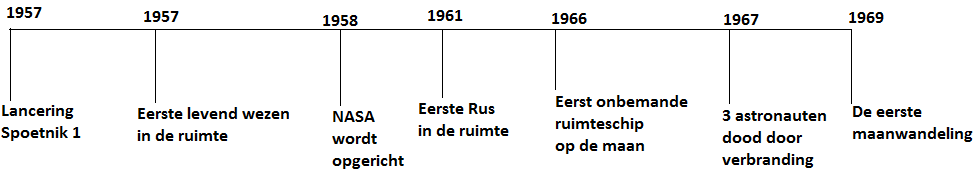 1957
1957
1958
1961
1966
1967
1969
Lancering
Spoetnik 1
Eerste levend wezen
in de ruimte
NASA
wordt
opgericht
Eerste Rus
in de ruimte
Eerst onbemande
ruimteschip
op de maan
3 astronauten
dood door
verbranding
De eerste
maanwandeling